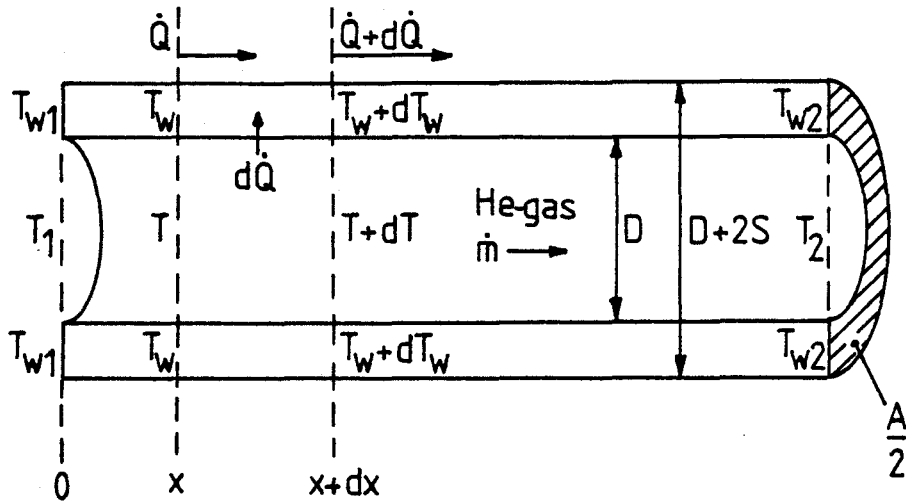 Q̇ Q̇+dQ̇
T_w1 T_w T_w+dT_w T_w2
dQ̇
T_1 T T+dT He-gas ṁ D D+2S T_2
T_w1 T_w T_w+dT_w T_w2
A/2
0 x x+dx